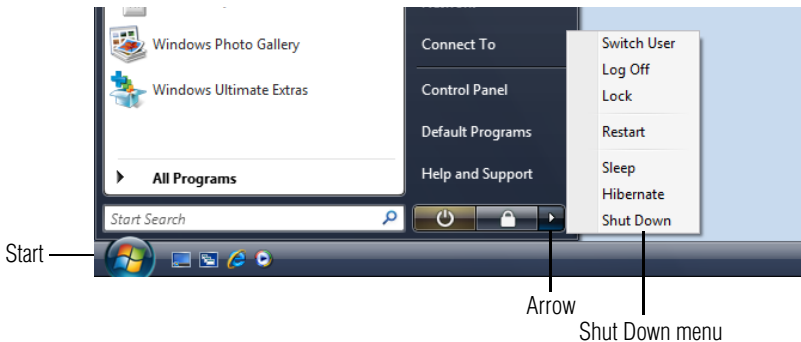 Windows Photo Gallery
Windows Ultimate Extras
All Programs
Start Search
Connect To
Control Panel
Default Programs
Help and Support
Switch User
Log Off
Lock
Restart
Sleep
Hibernate
Shut Down
Start
Arrow
Shut Down menu